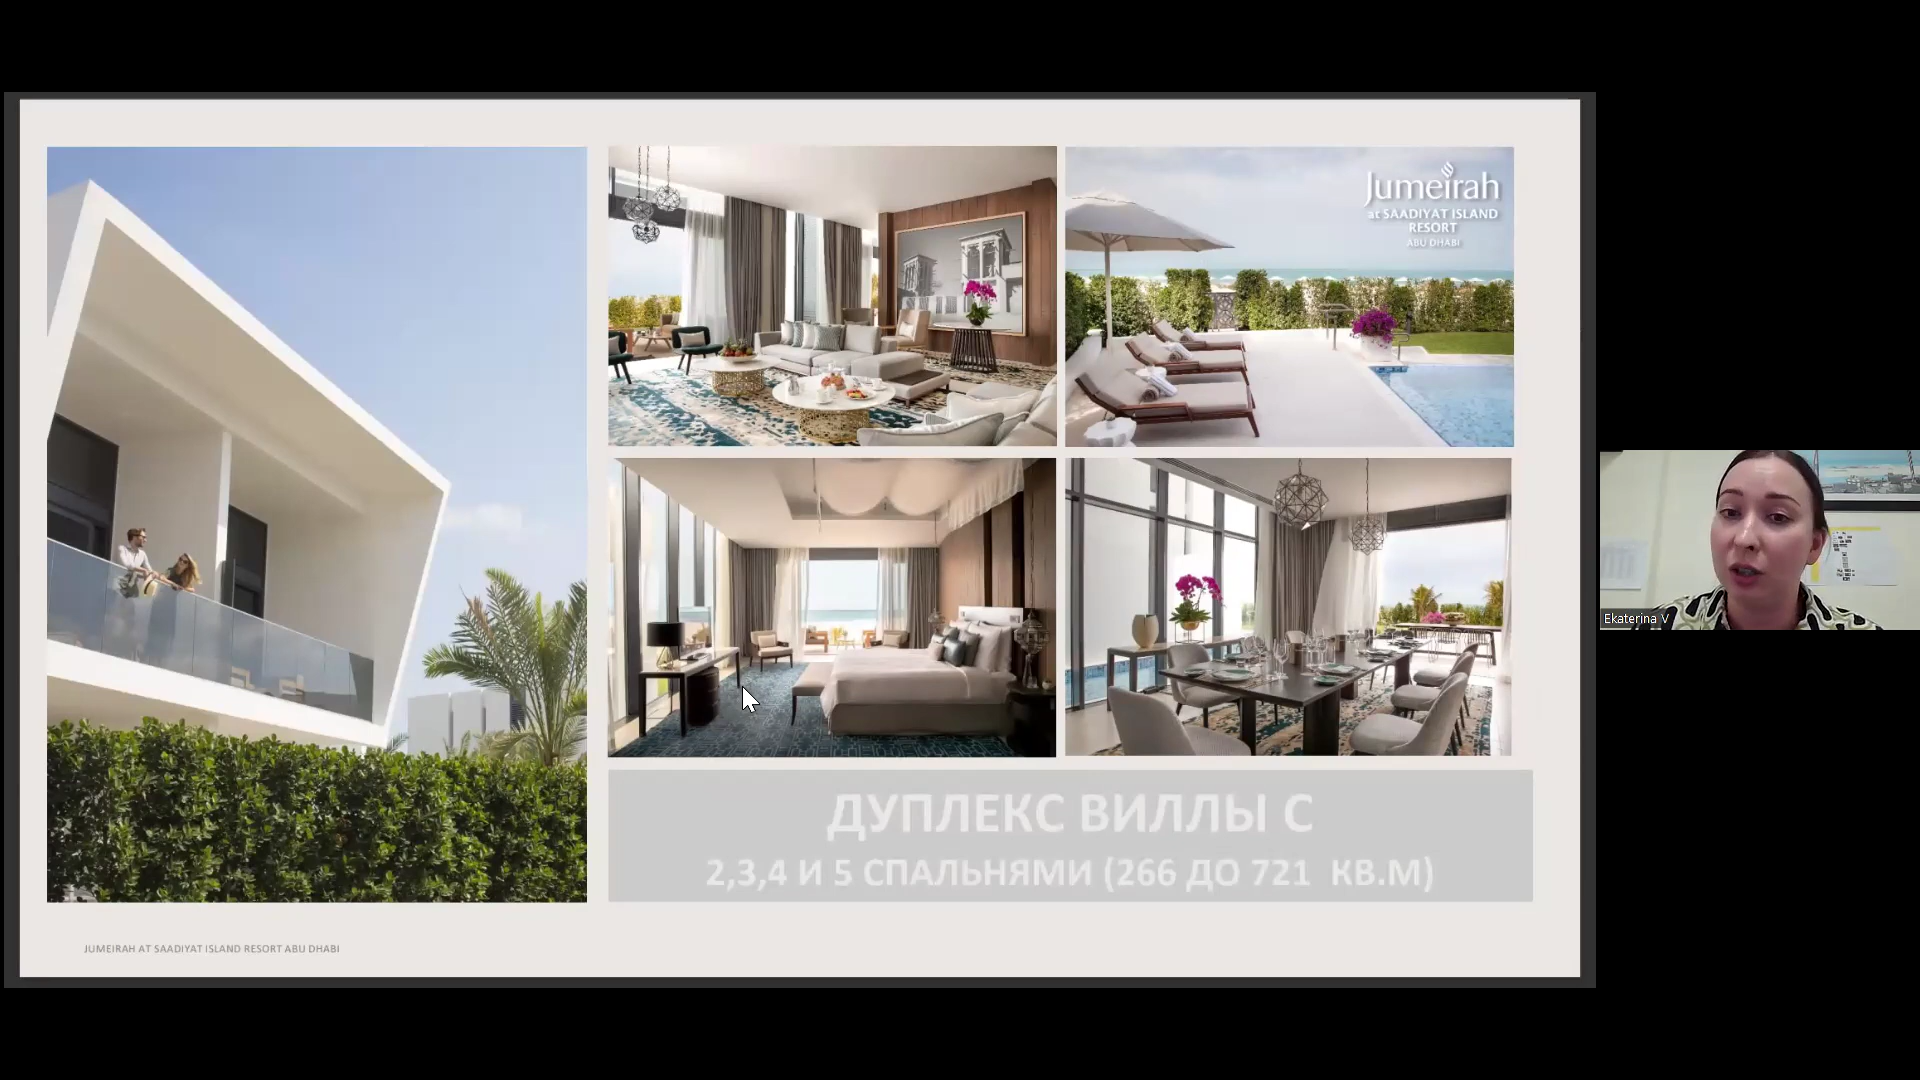 Jumeirah
at SAADIYAT ISLAND
RESORT
ABU DHABI
ДУПЛЕКС ВИЛЛЫ С
2,3,4 И 5 СПАЛЬНЯМИ (266 ДО 721 КВ.М)
JUMEIRAH AT SAADIYAT ISLAND RESORT ABU DHABI
Ekaterina V